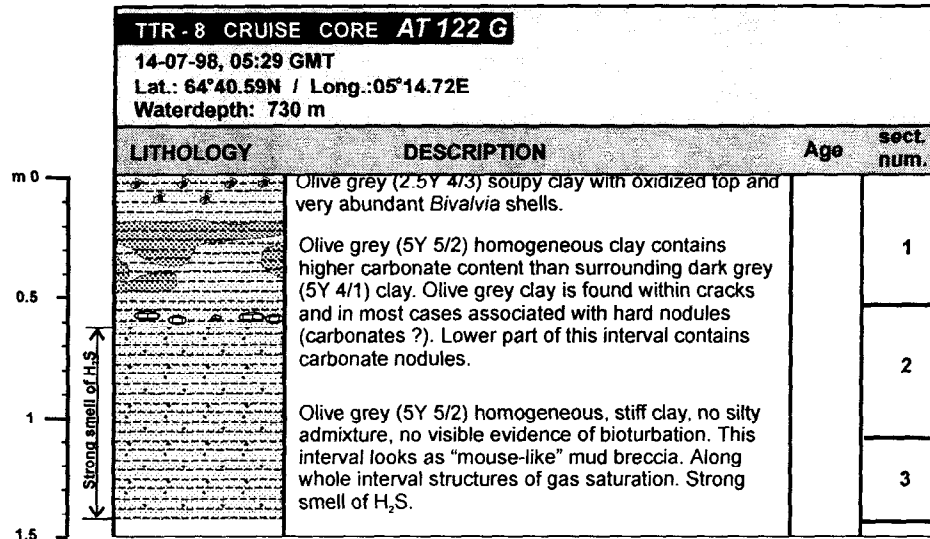 TTR - 8 CRUISE CORE AT 122 G
14-07-98, 05:29 GMT
Lat.: 64°40.59N / Long.:05°14.72E
Waterdepth: 730 m
LITHOLOGY DESCRIPTION Age sect. num.
m 0
Olive grey (2.5Y 4/3) soupy clay with oxidized top and
very abundant Bivalvia shells.
Olive grey (5Y 5/2) homogeneous clay contains
higher carbonate content than surrounding dark grey
(5Y 4/1) clay. Olive grey clay is found within cracks
and in most cases associated with hard nodules
(carbonates ?). Lower part of this interval contains
carbonate nodules.
1
0.5
2
Olive grey (5Y 5/2) homogeneous, stiff clay, no silty
admixture, no visible evidence of bioturbation. This
interval looks as “mouse-like” mud breccia. Along
whole interval structures of gas saturation. Strong
smell of H₂S.
1
3
Strong smell of H₂S
1.5